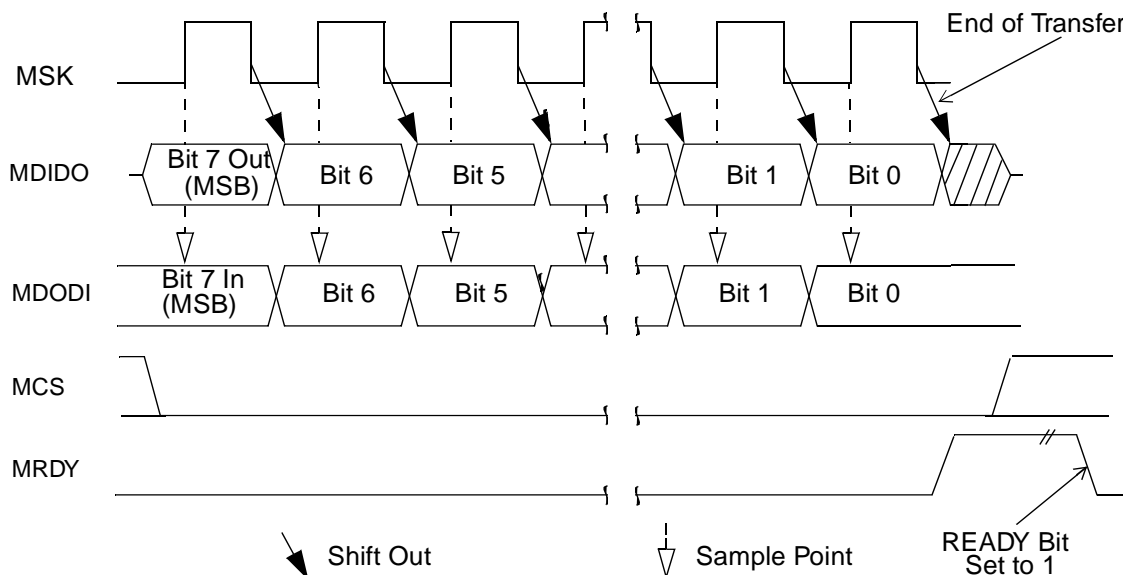 End of Transfer
MSK
MDIDO
Bit 7 Out
(MSB)
Bit 6
Bit 5
Bit 1
Bit 0
MDODI
Bit 7 In
(MSB)
Bit 6
Bit 5
Bit 1
Bit 0
MCS
MRDY
Shift Out
Sample Point
READY Bit
Set to 1